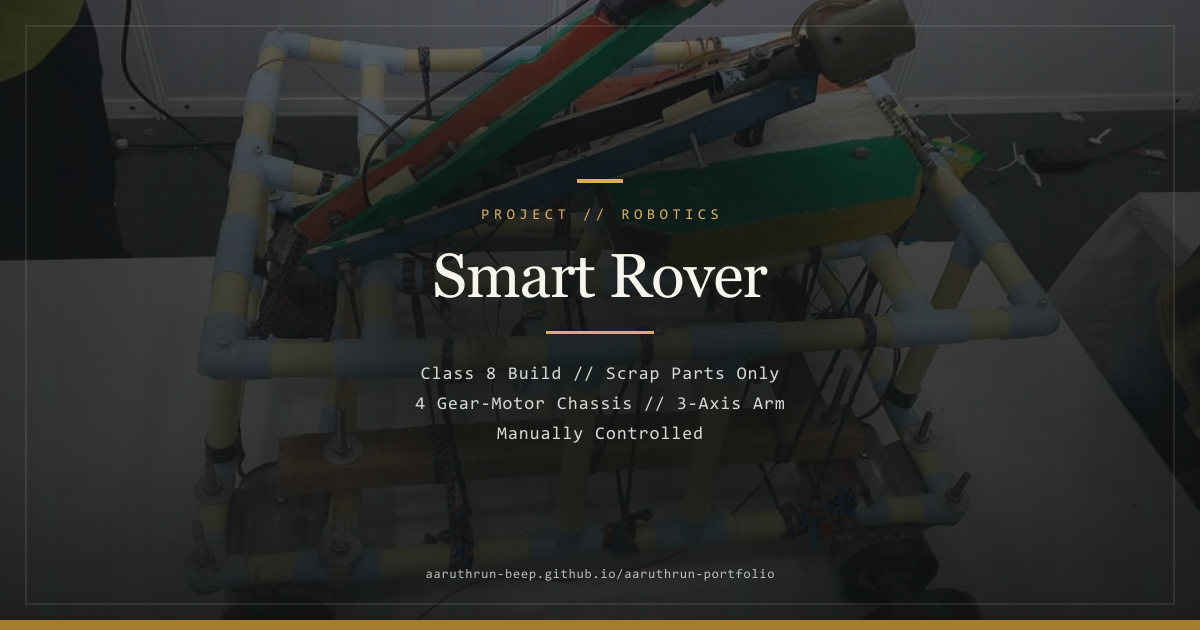 PROJECT // ROBOTICS
Smart Rover
Class 8 Build // Scrap Parts Only
4 Gear-Motor Chassis // 3-Axis Arm
Manually Controlled
aaruthrun-beep.github.io/aaruthrun-portfolio